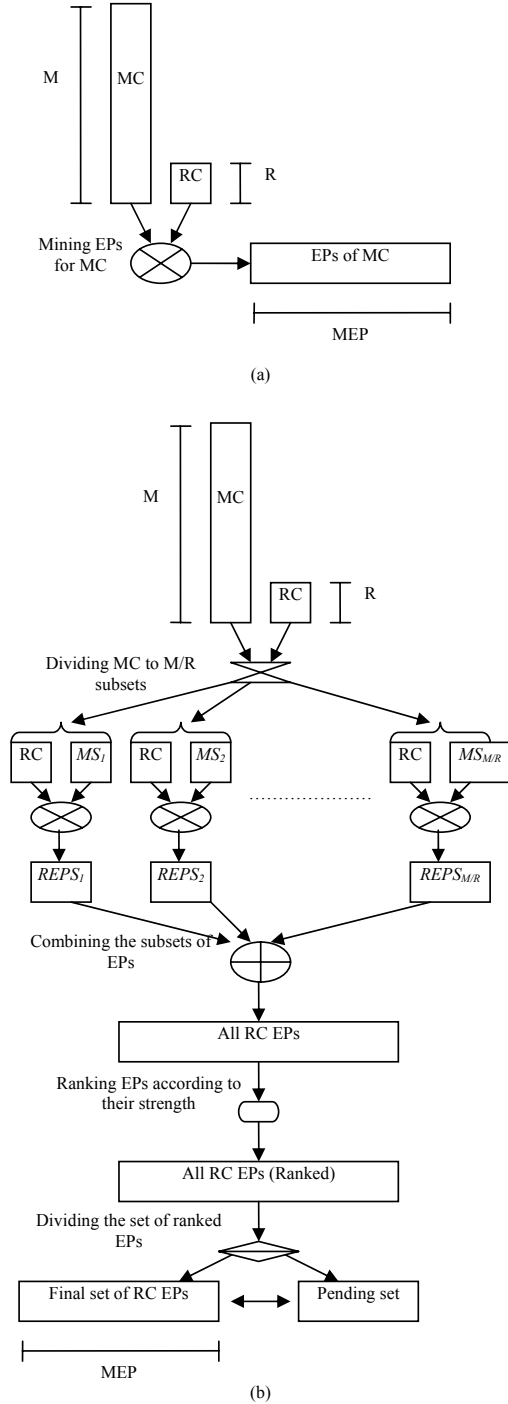 M
MC
RC
R
Mining EPs
for MC
EPs of MC
MEP
(a)
M
MC
RC
R
Dividing MC to M/R
subsets
RC
MS1
RC
MS2
RC
MSM/R
REPS1
REPS2
REPSM/R
Combining the subsets of
EPs
All RC EPs
Ranking EPs according to
their strength
All RC EPs (Ranked)
Dividing the set of ranked
EPs
Final set of RC EPs
Pending set
MEP
(b)